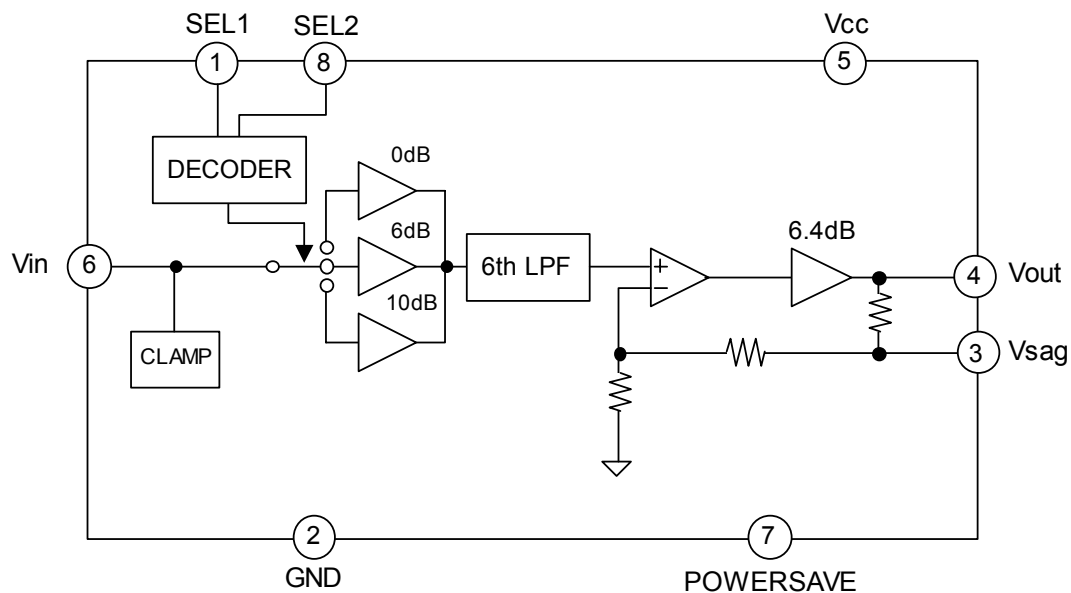 SEL1
SEL2
Vcc
1
8
5
DECODER
0dB
6dB
10dB
Vin
6
CLAMP
6th LPF
+
−
6.4dB
4
Vout
3
Vsag
2
GND
7
POWERSAVE